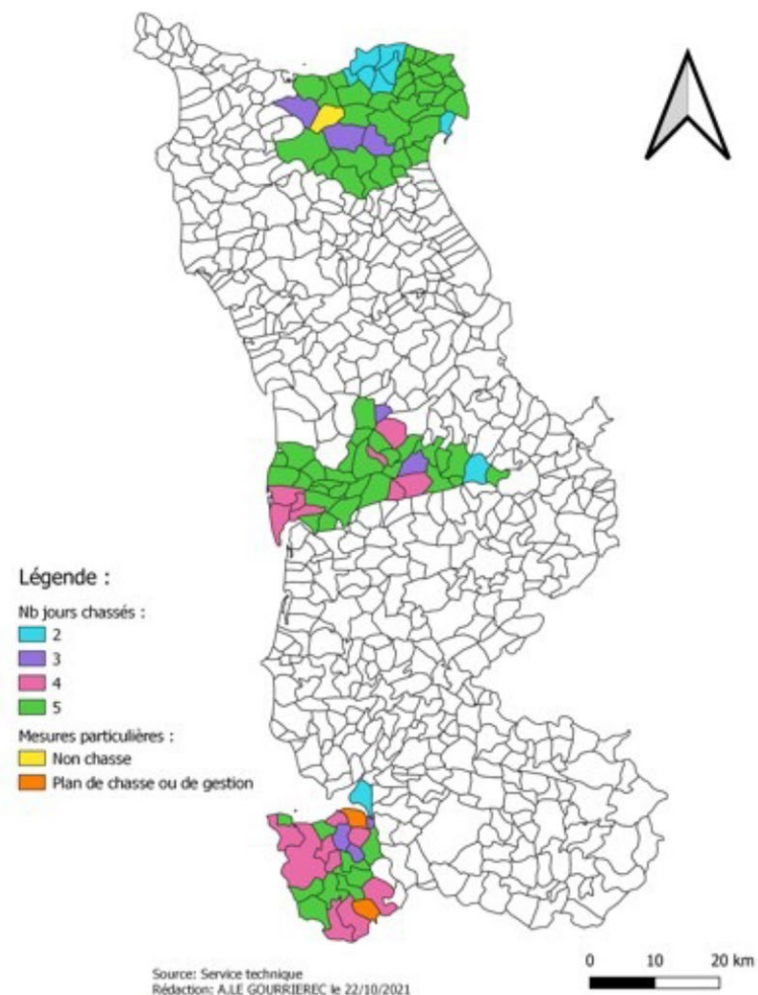 Légende :
Nb jours chassés :
2
3
4
5
Mesures particulières :
Non chasse
Plan de chasse ou de gestion
0 10 20 km
Source: Service technique
Rédaction: A.LE GOURRIEREC le 22/10/2021